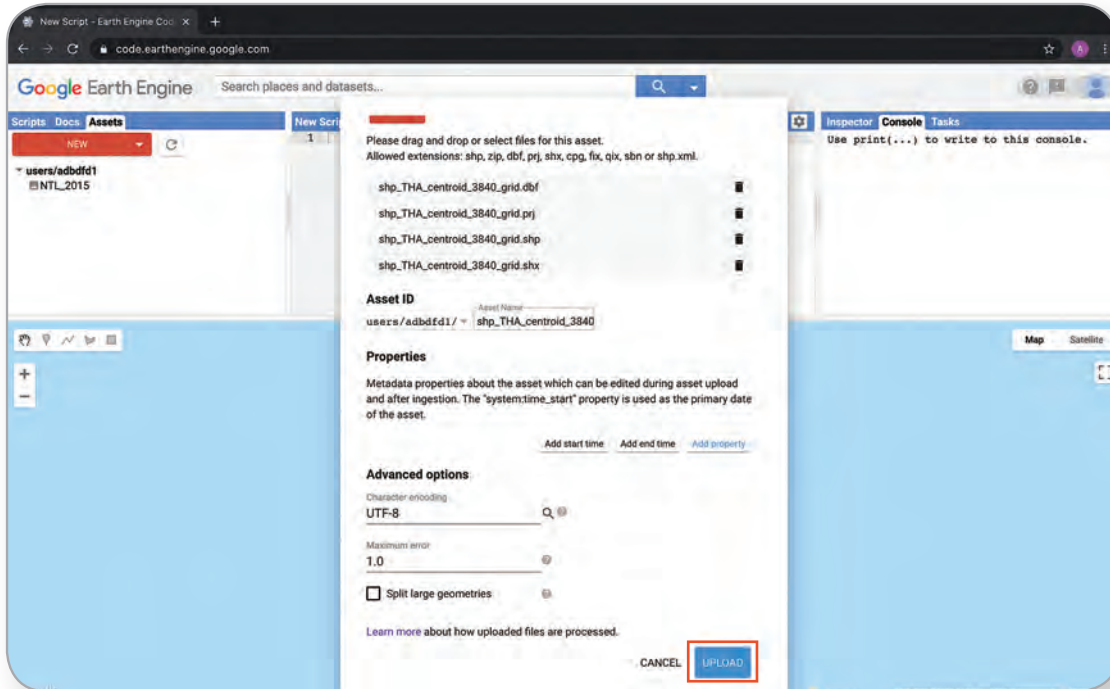 New Script - Earth Engine Cod
code.earthengine.google.com
A
Google Earth Engine
Search places and datasets...
Scripts Docs Assets
NEW
users/adbdfd1
NTL_2015
New Scri
1
Please drag and drop or select files for this asset.
Allowed extensions: shp, zip, dbf, prj, shx, cpg, fix, qix, sbn or shp.xml.
shp_THA_centroid_3840_grid.dbf
shp_THA_centroid_3840_grid.prj
shp_THA_centroid_3840_grid.shp
shp_THA_centroid_3840_grid.shx
Asset ID
Asset Name
users/adbdfd1/ shp_THA_centroid_3840
Properties
Metadata properties about the asset which can be edited during asset upload
and after ingestion. The "system:time_start" property is used as the primary date
of the asset.
Add start time Add end time Add property
Advanced options
Character encoding
UTF-8
Maximum error
1.0
Split large geometries
Learn more about how uploaded files are processed.
CANCEL UPLOAD
Inspector Console Tasks
Use print(...) to write to this console.
Map Satellite